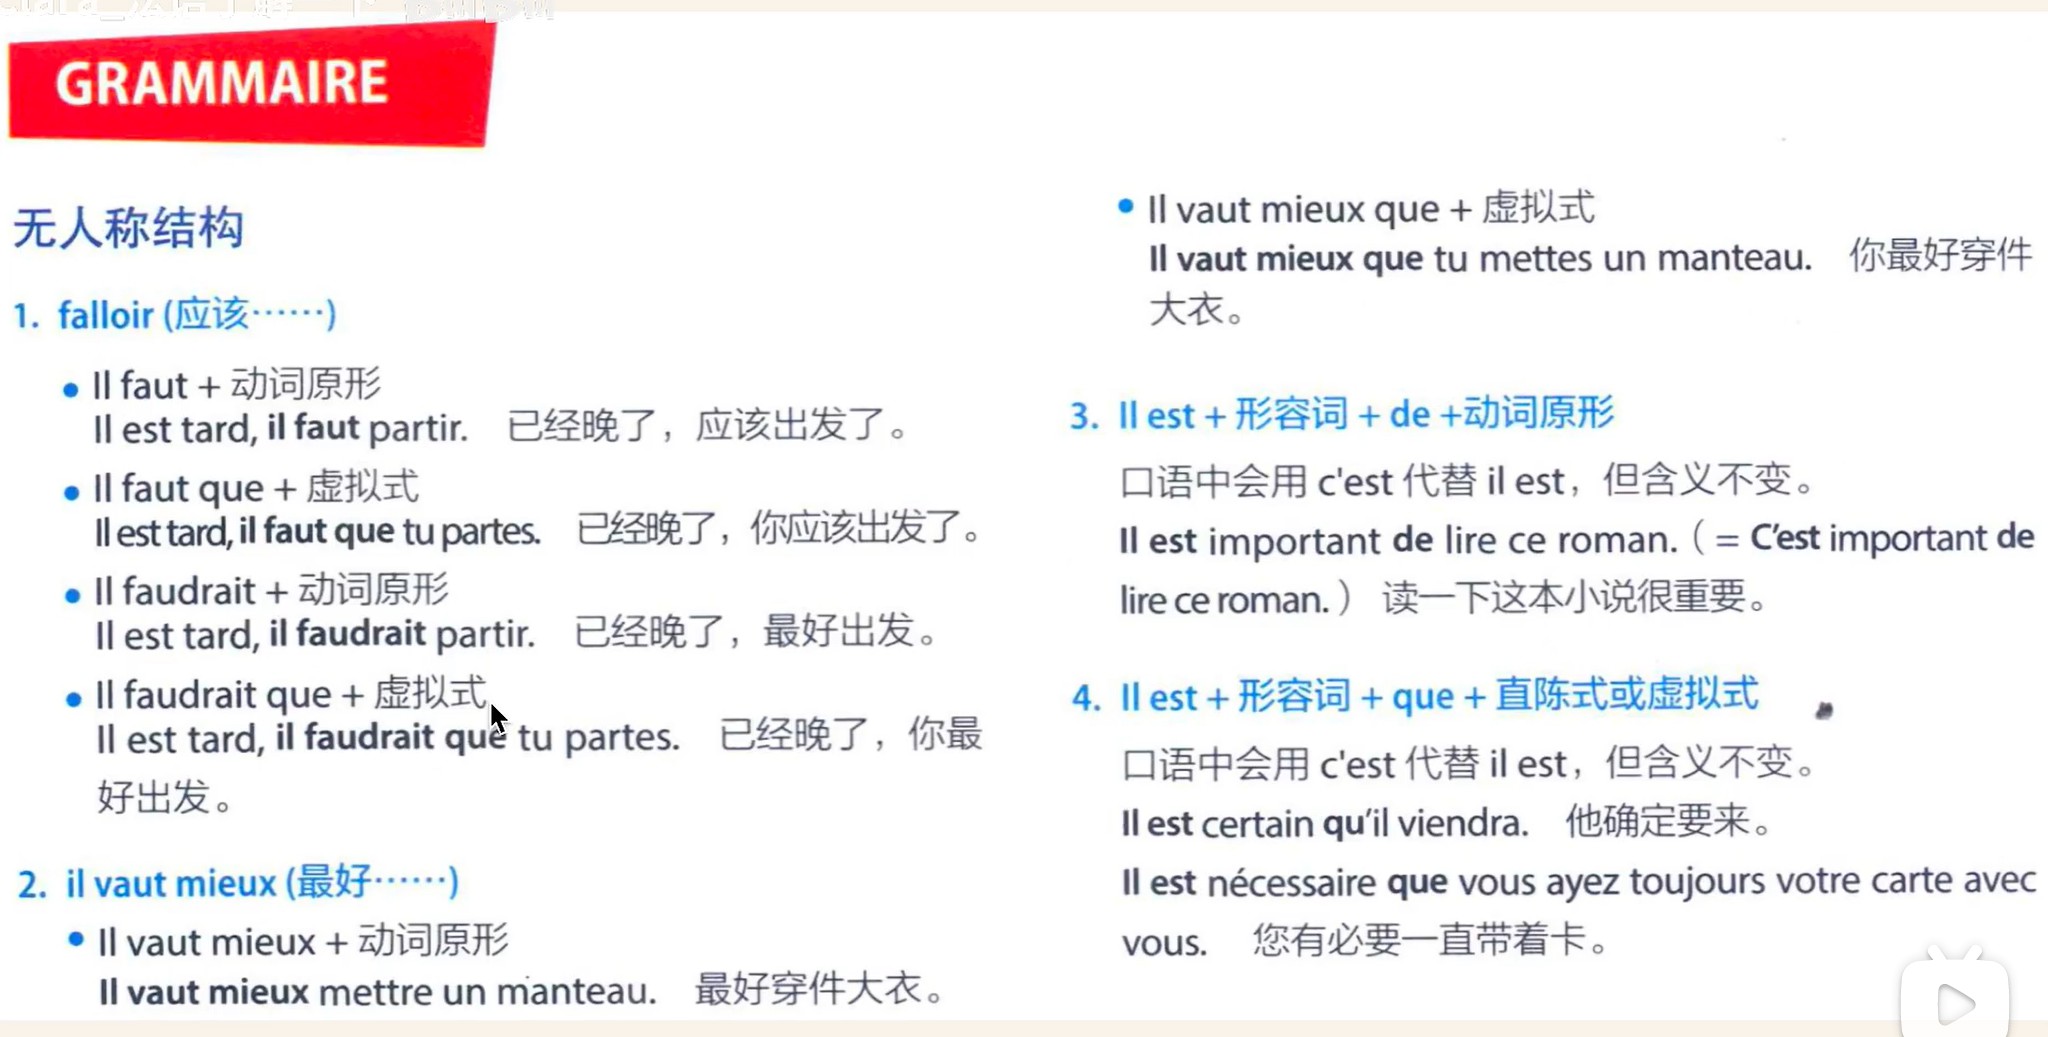 GRAMMAIRE
无人称结构
1. falloir (应该……)
• Il faut + 动词原形
Il est tard, il faut partir. 已经晚了，应该出发了。
• Il faut que + 虚拟式
Il est tard, il faut que tu partes. 已经晚了，你应该出发了。
• Il faudrait + 动词原形
Il est tard, il faudrait partir. 已经晚了，最好出发。
• Il faudrait que + 虚拟式
Il est tard, il faudrait que tu partes. 已经晚了，你最
好出发。
2. il vaut mieux (最好……)
• Il vaut mieux + 动词原形
Il vaut mieux mettre un manteau. 最好穿件大衣。
• Il vaut mieux que + 虚拟式
Il vaut mieux que tu mettes un manteau. 你最好穿件
大衣。
3. Il est + 形容词 + de +动词原形
口语中会用 c'est 代替 il est，但含义不变。
Il est important de lire ce roman.（ = C'est important de
lire ce roman.） 读一下这本小说很重要。
4. Il est + 形容词 + que + 直陈式或虚拟式
口语中会用 c'est 代替 il est，但含义不变。
Il est certain qu'il viendra. 他确定要来。
Il est nécessaire que vous ayez toujours votre carte avec
vous. 您有必要一直带着卡。